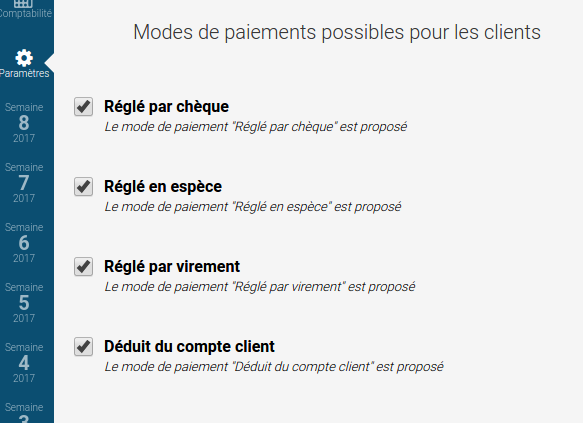 Comptabilité
Paramètres
Semaine
8
2017
Semaine
7
2017
Semaine
6
2017
Semaine
5
2017
Semaine
4
2017
Semaine
3
Modes de paiements possibles pour les clients
Réglé par chèque
Le mode de paiement "Réglé par chèque" est proposé
Réglé en espèce
Le mode de paiement "Réglé en espèce" est proposé
Réglé par virement
Le mode de paiement "Réglé par virement" est proposé
Déduit du compte client
Le mode de paiement "Déduit du compte client" est proposé